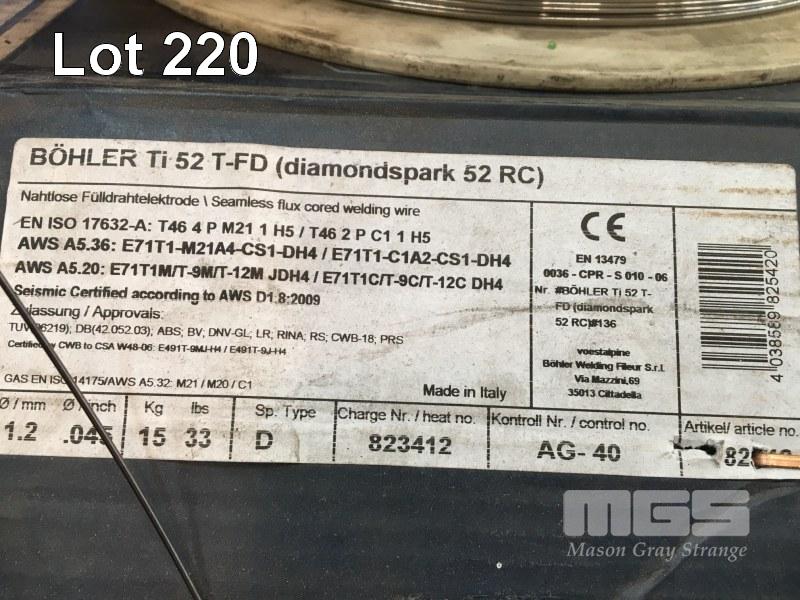 Lot 220
BÖHLER Ti 52 T-FD (diamondspark 52 RC)
Nahtlose Fülldrahtelektrode \ Seamless flux cored welding wire
EN ISO 17632-A: T46 4 P M21 1 H5 / T46 2 P C1 1 H5
AWS A5.36: E71T1-M21A4-CS1-DH4 / E71T1-C1A2-CS1-DH4
AWS A5.20: E71T1M/T-9M/T-12M JDH4 / E71T1C/T-9C/T-12C DH4
Seismic Certified according to AWS D1.8:2009
/ Approvais:
DB(42.052.03), ABS; BV; DNV-GL; LR; RINA; RS; CWB-18; PRS
Certified by CWB to CSA W48-06: E491T-9MJ-H4 / E491T-9J-H4
GAS EN ISO 14175/AWS A5.32: M21 / M20 / C1
Made in Italy
CE
EN 13479
0036 - CPR - S 010 - 06
Nr. #BÖHLER Ti 52 T-
FD (diamondspark
52 RC)#136
voestalpine
Böhler Welding Fileur S.r.l.
Via Mazzini,69
35013 Cittadella
4 038589 825420
Ø / mm
1.2
Ø / inch
.045
Kg
15
lbs
33
Sp. Type
D
Charge Nr. / heat no.
823412
Kontroll Nr. / control no.
AG- 40
Artikel/ article no.
MGS
Mason Gray Strange